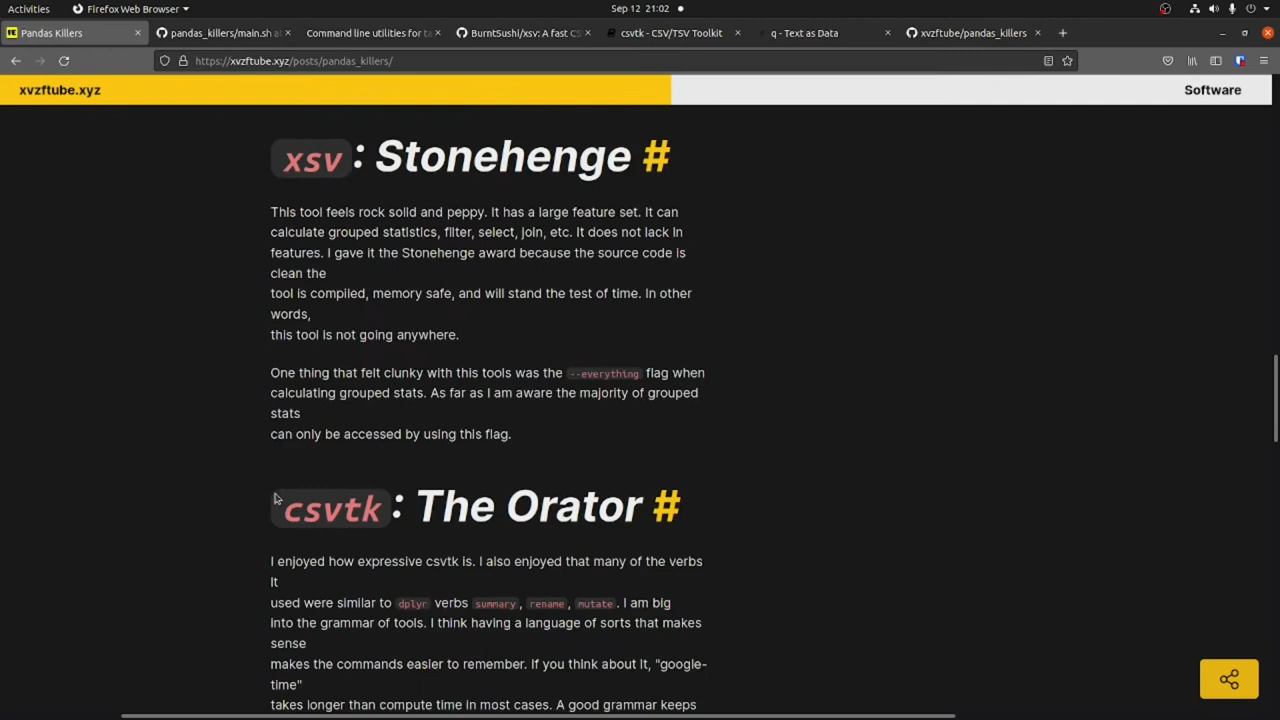 Activities
Firefox Web Browser
Sep 12 21:02
Pandas Killers
pandas_killers/main.sh at
Command line utilities for ta
BurntSushi/xsv: A fast CS
csvtk - CSV/TSV Toolkit
q - Text as Data
xvzftube/pandas_killers
https://xvzftube.xyz/posts/pandas_killers/
xvzftube.xyz
Software
xsv: Stonehenge #
This tool feels rock solid and peppy. It has a large feature set. It can
calculate grouped statistics, filter, select, join, etc. It does not lack in
features. I gave it the Stonehenge award because the source code is
clean the
tool is compiled, memory safe, and will stand the test of time. In other
words,
this tool is not going anywhere.
One thing that felt clunky with this tools was the --everything flag when
calculating grouped stats. As far as I am aware the majority of grouped
stats
can only be accessed by using this flag.
csvtk: The Orator #
I enjoyed how expressive csvtk is. I also enjoyed that many of the verbs
it
used were similar to dplyr verbs summary, rename, mutate. I am big
into the grammar of tools. I think having a language of sorts that makes
sense
makes the commands easier to remember. If you think about it, "google-
time"
takes longer than compute time in most cases. A good grammar keeps